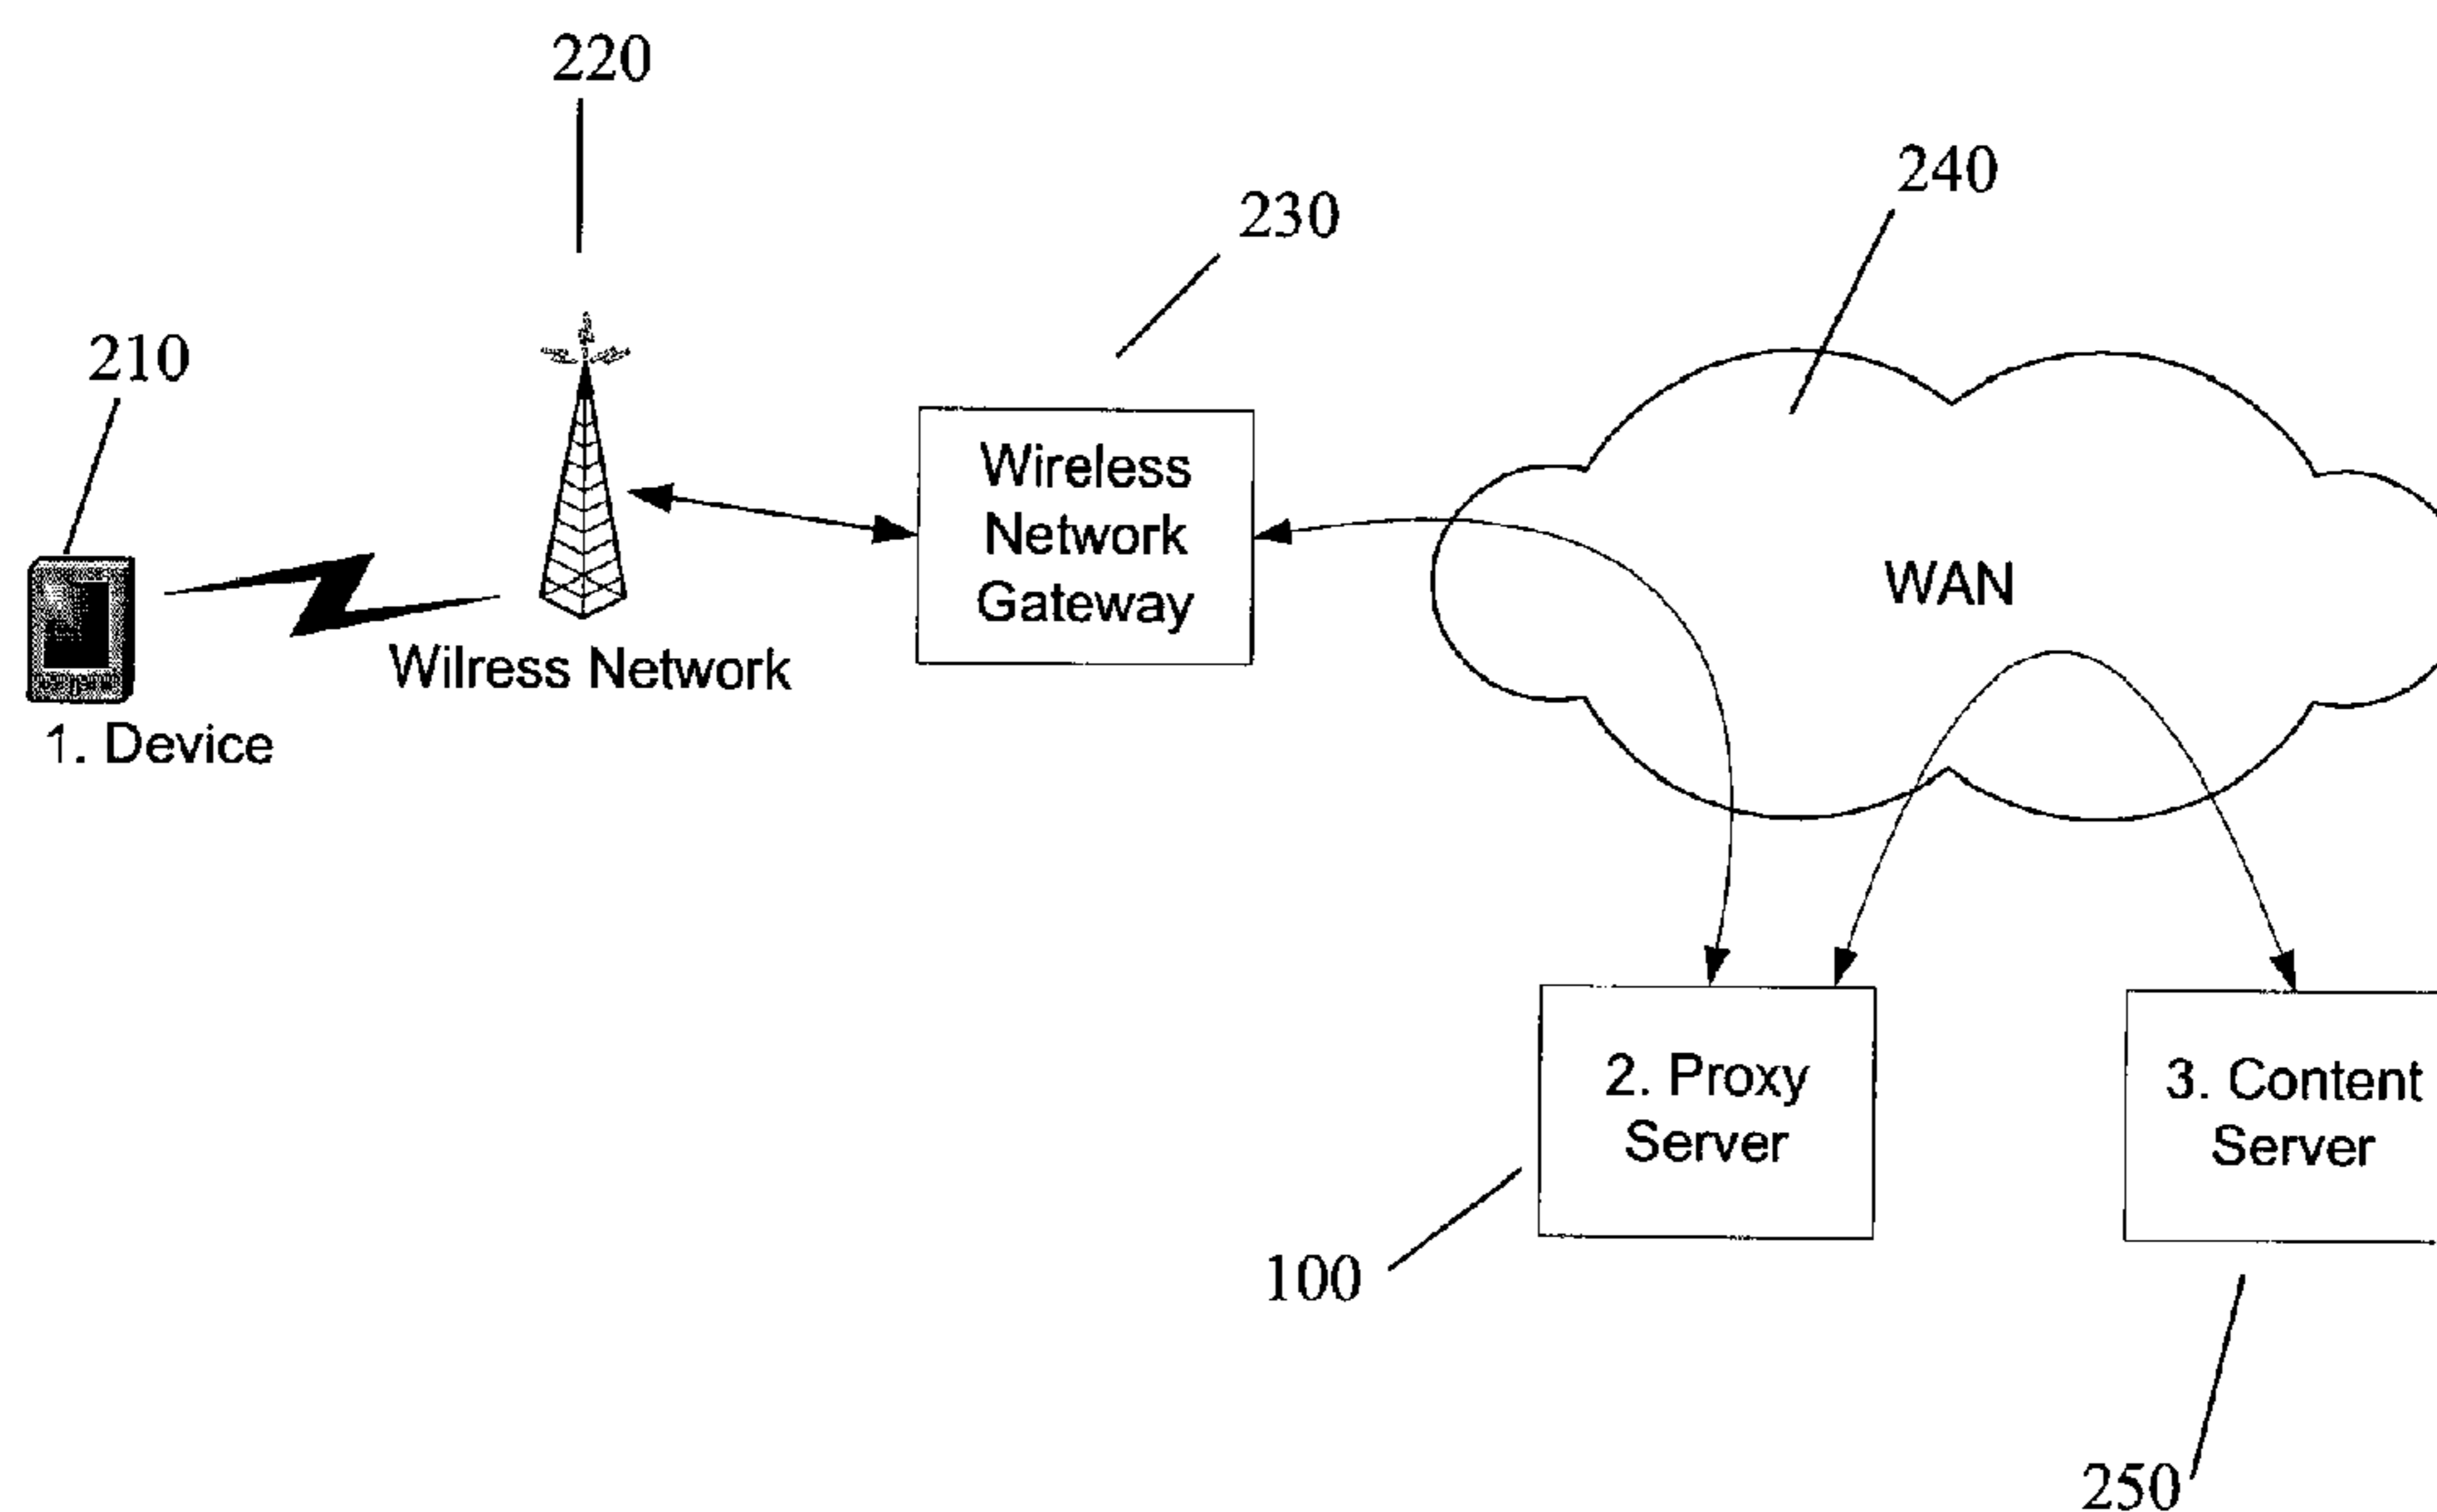 220
240
230
210
Wireless
Network
Gateway
WAN
Wilress Network
1. Device
2. Proxy
Server
3. Content
Server
100
250